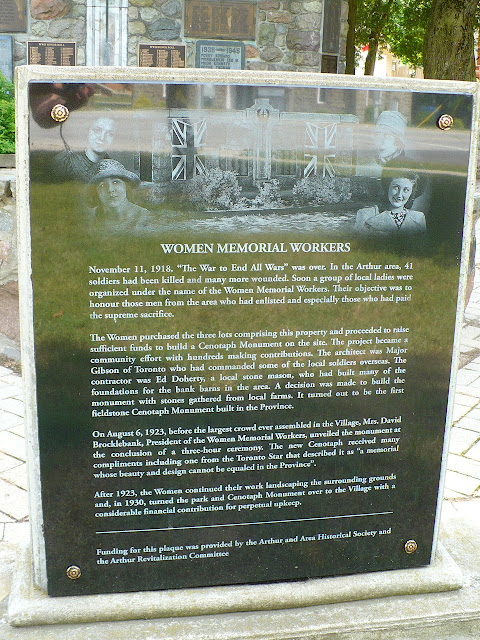 1939 – 1945
WOMEN MEMORIAL WORKERS
November 11, 1918, "The War to End All Wars" was over. In the Arthur area, 41
soldiers had been killed and many more wounded. Soon a group of local ladies were
organized under the name of the Women Memorial Workers. Their objective was to
honour those men from the area who had enlisted and especially those who had paid
the supreme sacrifice.
The Women purchased the three lots comprising this property and proceeded to raise
sufficient funds to build a Cenotaph Monument on the site. The project became a
community effort with hundreds making contributions. The architect was Major
Gibson of Toronto who had commanded some of the local soldiers overseas. The
contractor was Ed Doherty, a local stone mason, who had built many of the
foundations for the bank barns in the area. A decision was made to build the
monument with stones gathered from local farms. It turned out to be the first
fieldstone Cenotaph Monument built in the Province.
On August 6, 1923, before the largest crowd ever assembled in the Village, Mrs. David
Brocklebank, President of the Women Memorial Workers, unveiled the monument at
the conclusion of a three-hour ceremony. The new Cenotaph received many
compliments including one from the Toronto Star that described it as "a memorial
whose beauty and design cannot be equaled in the Province".
After 1923, the Women continued their work landscaping the surrounding grounds
and, in 1930, turned the park and Cenotaph Monument over to the Village with a
considerable financial contribution for perpetual upkeep.
Funding for this plaque was provided by the Arthur and Area Historical Society and
the Arthur Revitalization Committee